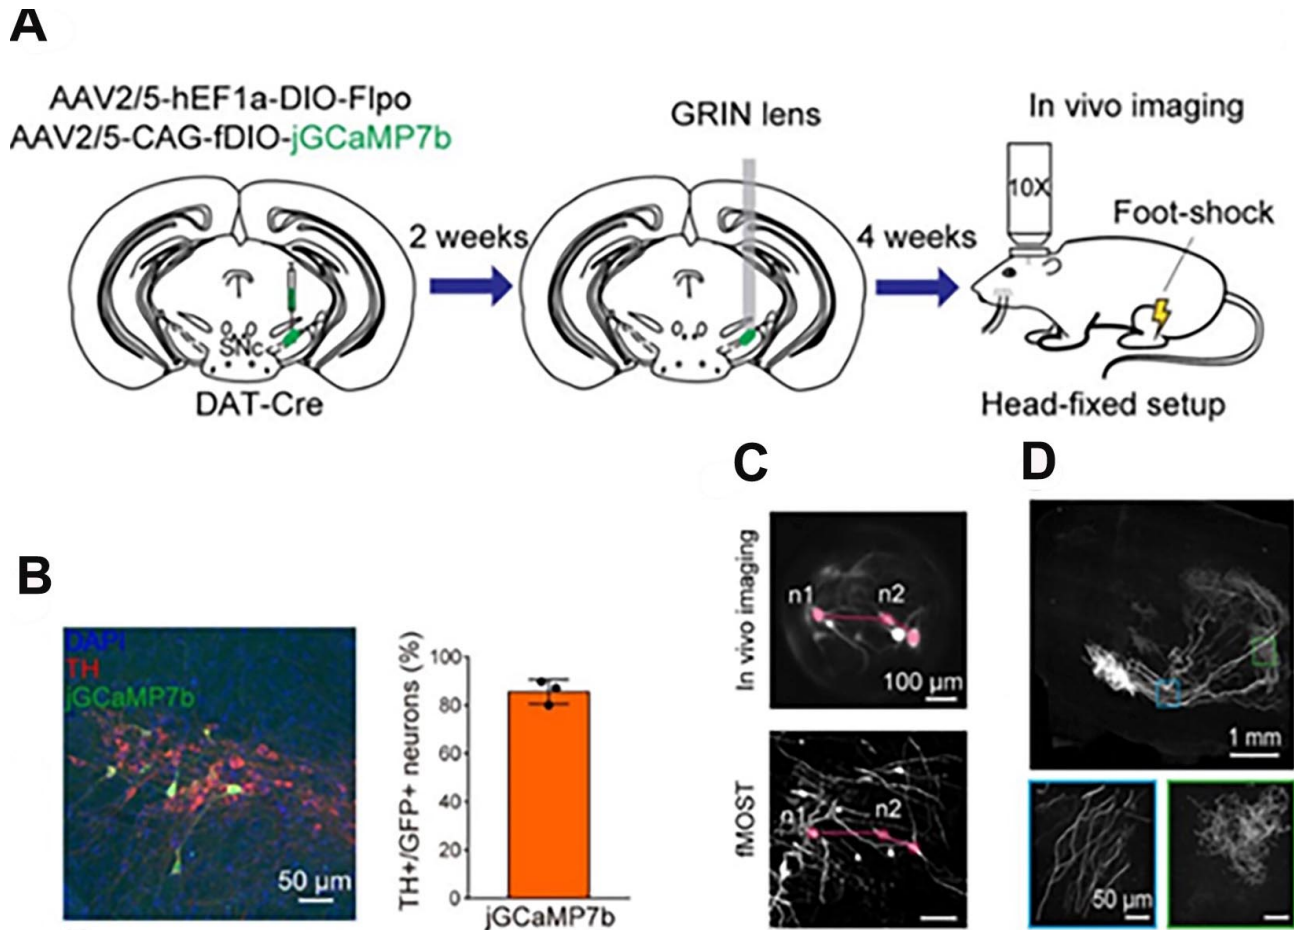 A
AAV2/5-hEF1a-DIO-Flpo
AAV2/5-CAG-fDIO-jGCaMP7b
GRIN lens
In vivo imaging
10X
Foot-shock
2 weeks
4 weeks
SNc
DAT-Cre
Head-fixed setup
B
DAPI
TH
jGCaMP7b
50 µm
TH+/GFP+ neurons (%)
100
80
60
40
20
0
jGCaMP7b
C
In vivo imaging
n1 n2
100 µm
fMOST
n1 n2
D
1 mm
50 µm